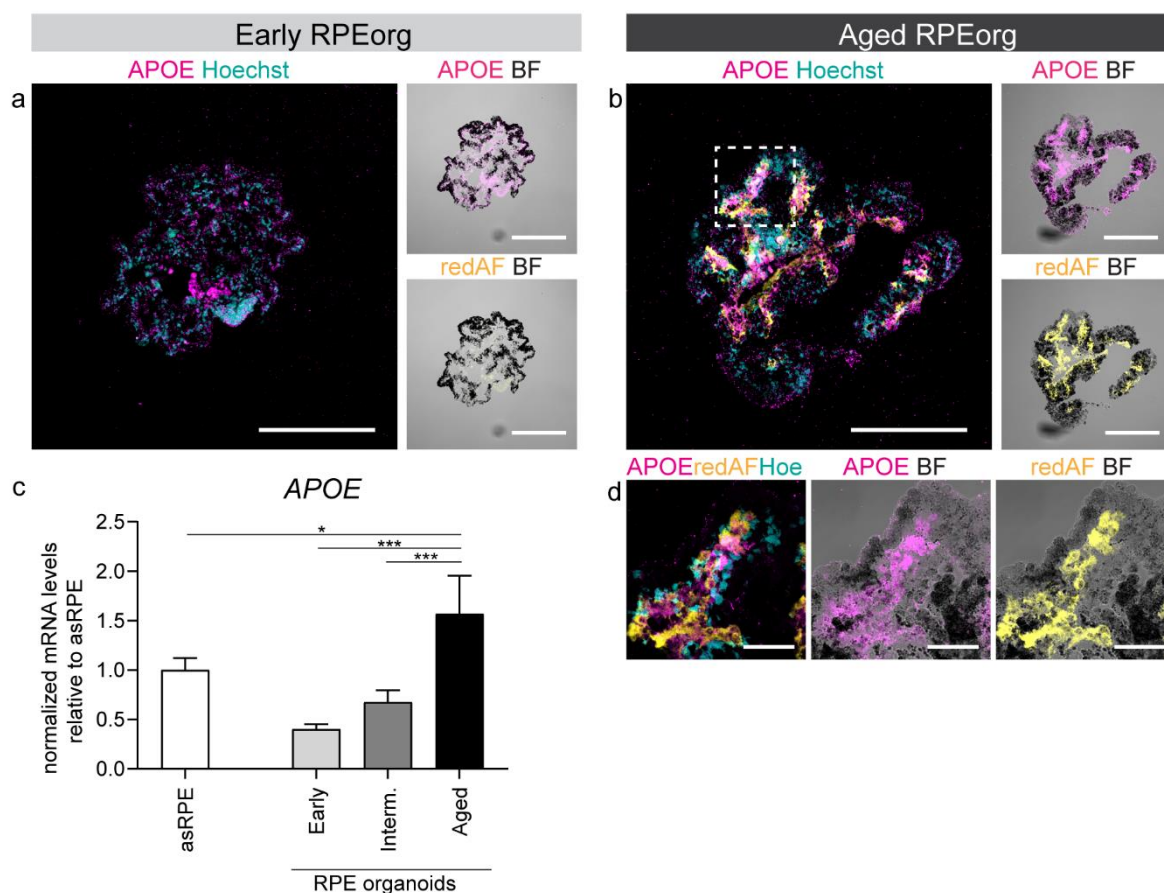 Early RPEorg
Aged RPEorg
a
APOE Hoechst
APOE BF
redAF BF
b
APOE Hoechst
APOE BF
redAF BF
c
APOE
normalized mRNA levels
relative to asRPE
2.5
2.0
1.5
1.0
0.5
0.0
*
***
***
asRPE
Early
Interm.
Aged
RPE organoids
d
APOEredAFHoe
APOE BF
redAF BF